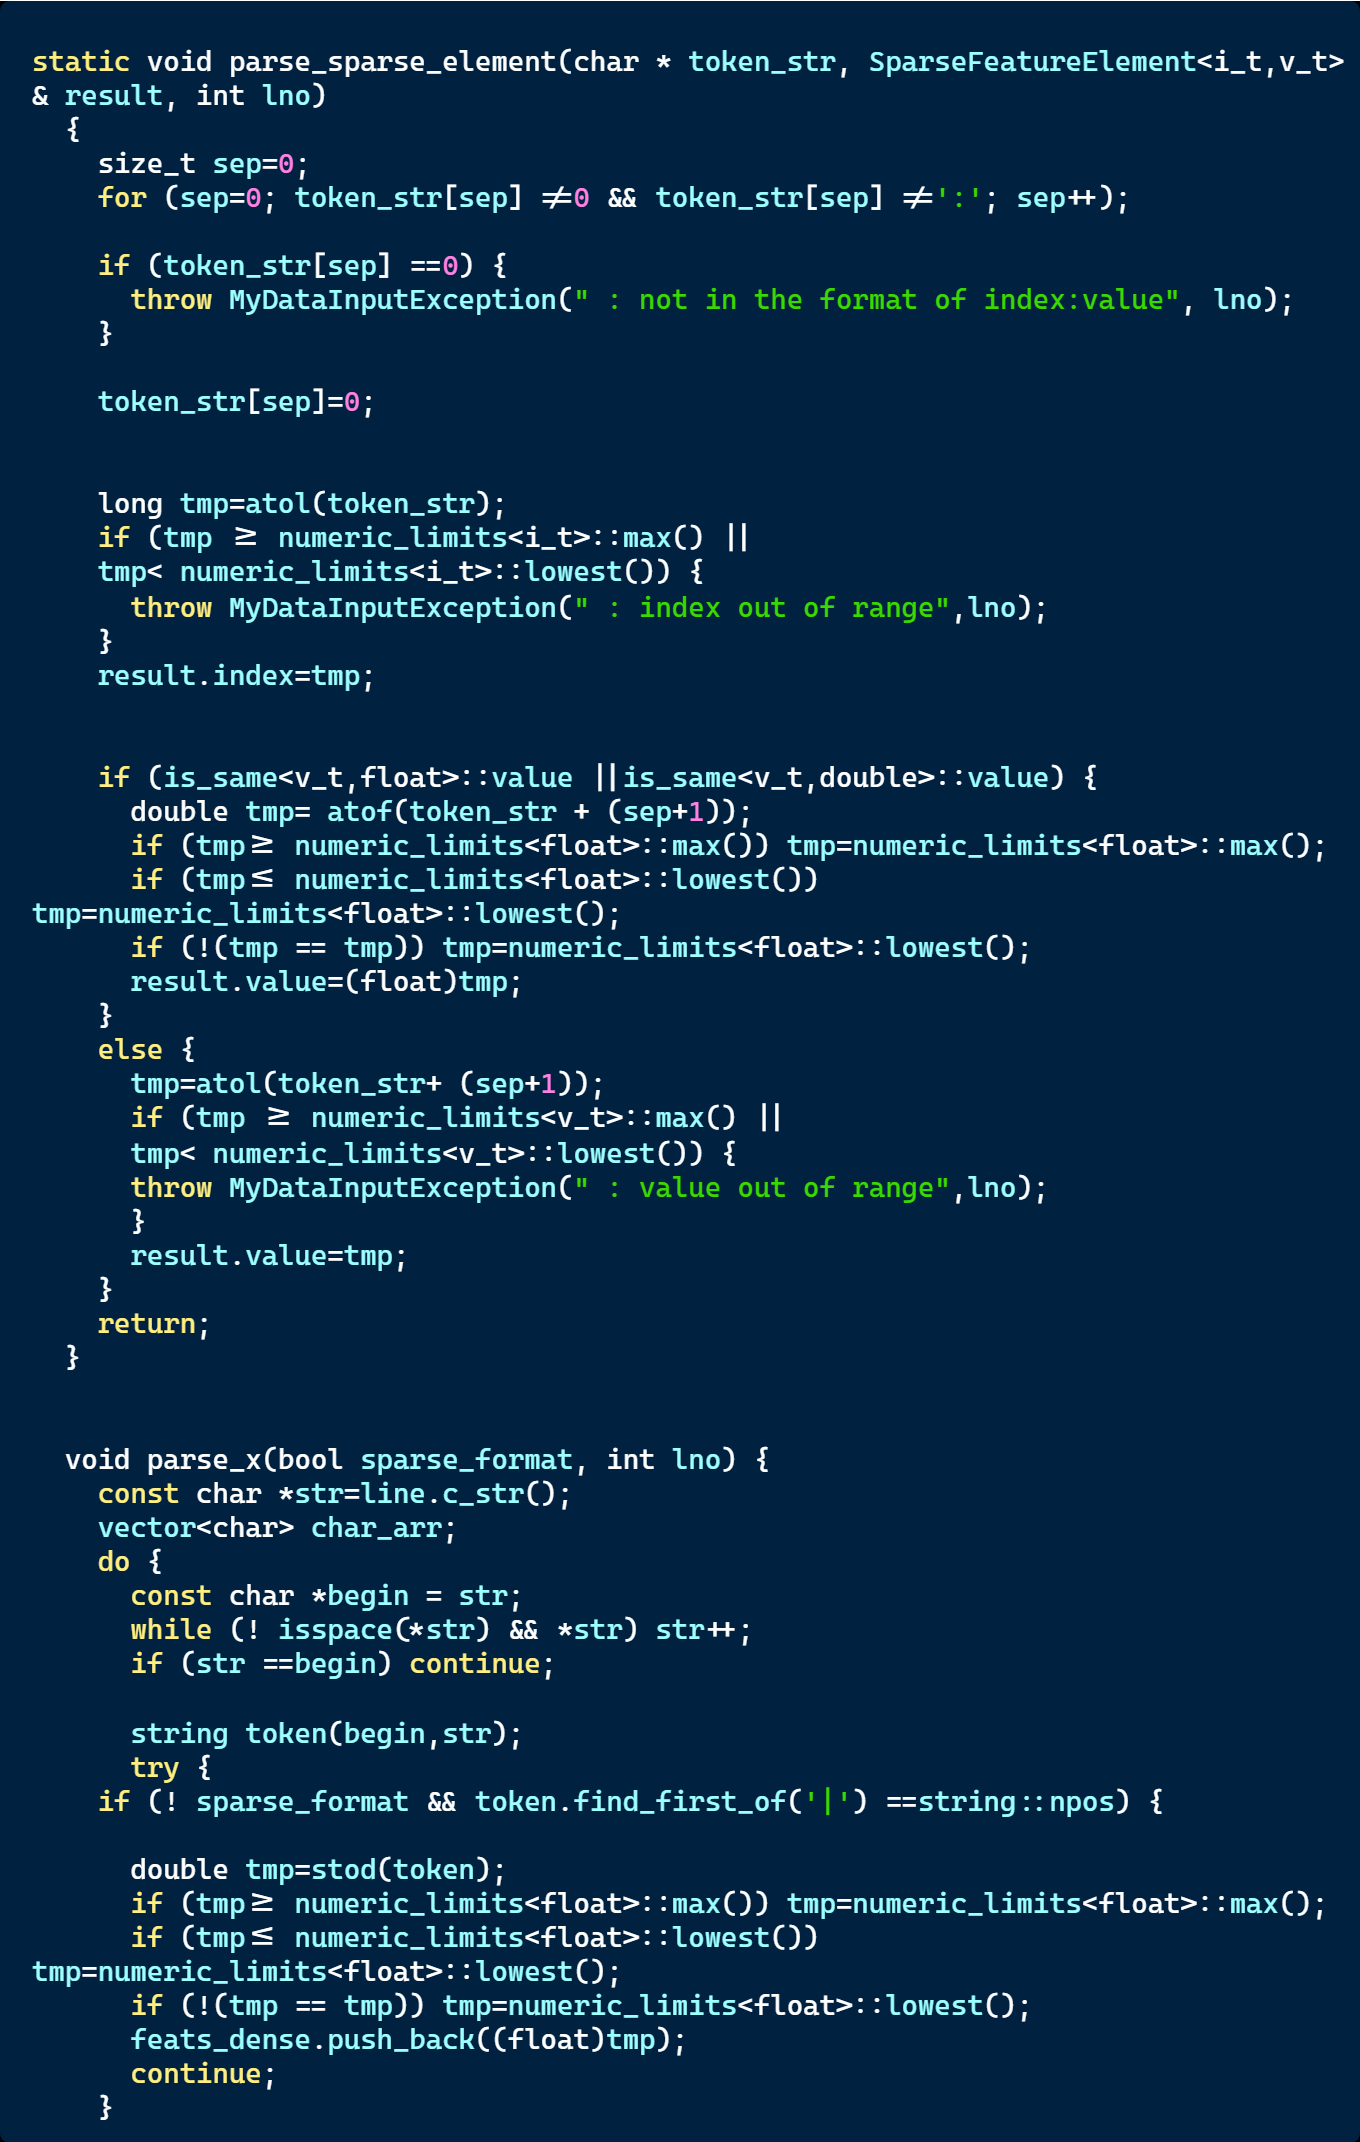 static void parse_sparse_element(char * token_str, SparseFeatureElement<i_t,v_t>
& result, int lno)
  {
    size_t sep=0;
    for (sep=0; token_str[sep] !=0 && token_str[sep] !=':'; sep++);

    if (token_str[sep] ==0) {
      throw MyDataInputException(" : not in the format of index:value", lno);
    }

    token_str[sep]=0;


    long tmp=atol(token_str);
    if (tmp >= numeric_limits<i_t>::max() ||
    tmp< numeric_limits<i_t>::lowest()) {
      throw MyDataInputException(" : index out of range",lno);
    }
    result.index=tmp;


    if (is_same<v_t,float>::value ||is_same<v_t,double>::value) {
      double tmp= atof(token_str + (sep+1));
      if (tmp>= numeric_limits<float>::max()) tmp=numeric_limits<float>::max();
      if (tmp<= numeric_limits<float>::lowest())
tmp=numeric_limits<float>::lowest();
      if (!(tmp == tmp)) tmp=numeric_limits<float>::lowest();
      result.value=(float)tmp;
    }
    else {
      tmp=atol(token_str+ (sep+1));
      if (tmp >= numeric_limits<v_t>::max() ||
      tmp< numeric_limits<v_t>::lowest()) {
      throw MyDataInputException(" : value out of range",lno);
      }
      result.value=tmp;
    }
    return;
  }


  void parse_x(bool sparse_format, int lno) {
    const char *str=line.c_str();
    vector<char> char_arr;
    do {
      const char *begin = str;
      while (! isspace(*str) && *str) str++;
      if (str ==begin) continue;

      string token(begin,str);
      try {
    if (! sparse_format && token.find_first_of('|') ==string::npos) {

      double tmp=stod(token);
      if (tmp>= numeric_limits<float>::max()) tmp=numeric_limits<float>::max();
      if (tmp<= numeric_limits<float>::lowest())
tmp=numeric_limits<float>::lowest();
      if (!(tmp == tmp)) tmp=numeric_limits<float>::lowest();
      feats_dense.push_back((float)tmp);
      continue;
    }